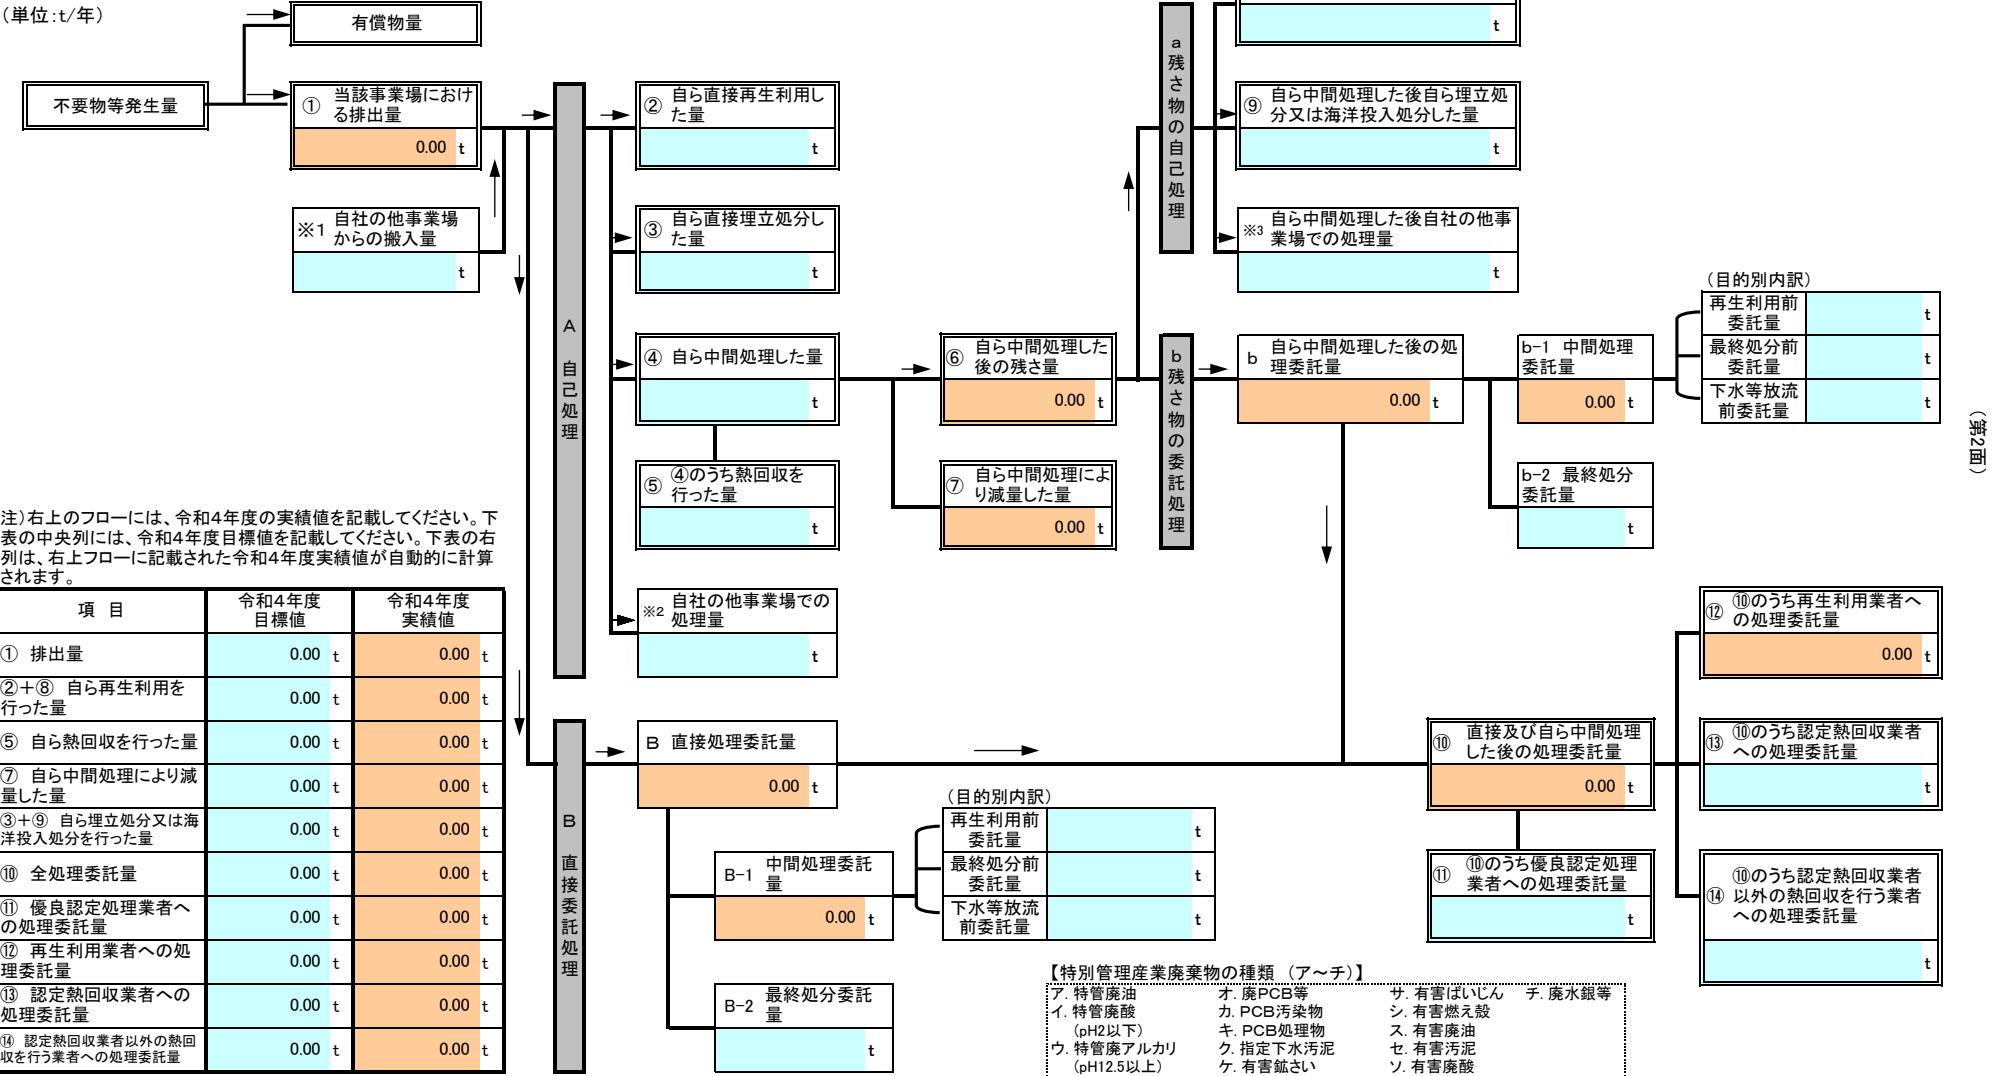 （単位：t/年）
有償物量
不要物等発生量
① 当該事業場におけ
る排出量
0.00 t
※1 自社の他事業場
からの搬入量
t
A 自己処理
② 自ら直接再生利用し
た量
t
③ 自ら直接埋立処分し
た量
t
④ 自ら中間処理した量
t
⑤ ④のうち熱回収を
行った量
t
※2 自社の他事業場での
処理量
t
⑥ 自ら中間処理した
後の残さ量
0.00 t
⑦ 自ら中間処理によ
り減量した量
0.00 t
a 残さ物の自己処理
t
⑨ 自ら中間処理した後自ら埋立処
分又は海洋投入処分した量
t
※3 自ら中間処理した後自社の他事
業場での処理量
t
b 残さ物の委託処理
b 自ら中間処理した後の処
理委託量
0.00 t
b-1 中間処理
委託量
0.00 t
b-2 最終処分
委託量
t
（目的別内訳）
再生利用前
委託量
t
最終処分前
委託量
t
下水等放流
前委託量
t
（第2面）
注）右上のフローには、令和４年度の実績値を記載してください。下
表の中央列には、令和４年度目標値を記載してください。下表の右
列は、右上フローに記載された令和４年度実績値が自動的に計算
されます。
項 目
令和４年度
目標値
令和４年度
実績値
① 排出量 0.00 t 0.00 t
②＋⑧ 自ら再生利用を
行った量 0.00 t 0.00 t
⑤ 自ら熱回収を行った量 0.00 t 0.00 t
⑦ 自ら中間処理により減
量した量 0.00 t 0.00 t
③＋⑨ 自ら埋立処分又は海
洋投入処分を行った量 0.00 t 0.00 t
⑩ 全処理委託量 0.00 t 0.00 t
⑪ 優良認定処理業者へ
の処理委託量 0.00 t 0.00 t
⑫ 再生利用業者への処
理委託量 0.00 t 0.00 t
⑬ 認定熱回収業者への
処理委託量 0.00 t 0.00 t
⑭ 認定熱回収業者以外の熱回
収を行う業者への処理委託量 0.00 t 0.00 t
B 直接委託処理
B 直接処理委託量
0.00 t
B-1 中間処理委託
量
0.00 t
B-2 最終処分委託
量
t
（目的別内訳）
再生利用前
委託量
t
最終処分前
委託量
t
下水等放流
前委託量
t
⑩ 直接及び自ら中間処理
した後の処理委託量
0.00 t
⑪ ⑩のうち優良認定処理
業者への処理委託量
t
⑫ ⑩のうち再生利用業者へ
の処理委託量
0.00 t
⑬ ⑩のうち認定熱回収業者
への処理委託量
t
⑭ ⑩のうち認定熱回収業者
以外の熱回収を行う業者
への処理委託量
t
【特別管理産業廃棄物の種類 （ア～チ）】
ア. 特管廃油 オ. 廃PCB等 サ. 有害ばいじん チ. 廃水銀等
イ. 特管廃酸 カ. PCB汚染物 シ. 有害燃え殻
（pH2以下） キ. PCB処理物 ス. 有害廃油
ウ. 特管廃アルカリ ク. 指定下水汚泥 セ. 有害汚泥
（pH12.5以上） ケ. 有害鉱さい ソ. 有害廃酸